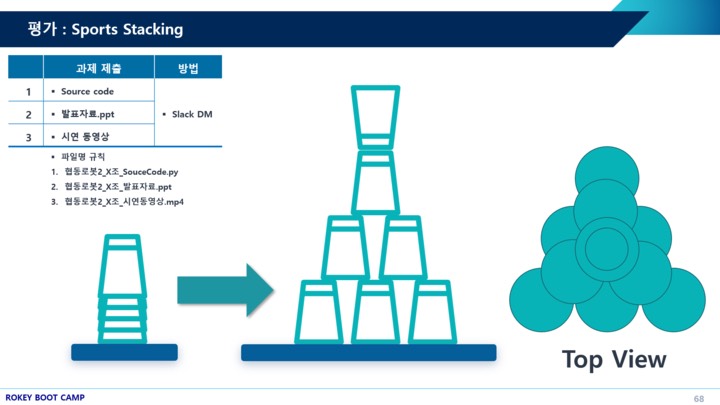 평가 : Sports Stacking
과제 제출 방법
1 ▪ Source code
2 ▪ 발표자료.ppt ▪ Slack DM
3 ▪ 시연 동영상
▪ 파일명 규칙
1. 협동로봇2_X조_SouceCode.py
2. 협동로봇2_X조_발표자료.ppt
3. 협동로봇2_X조_시연동영상.mp4
Top View
ROKEY BOOT CAMP
68